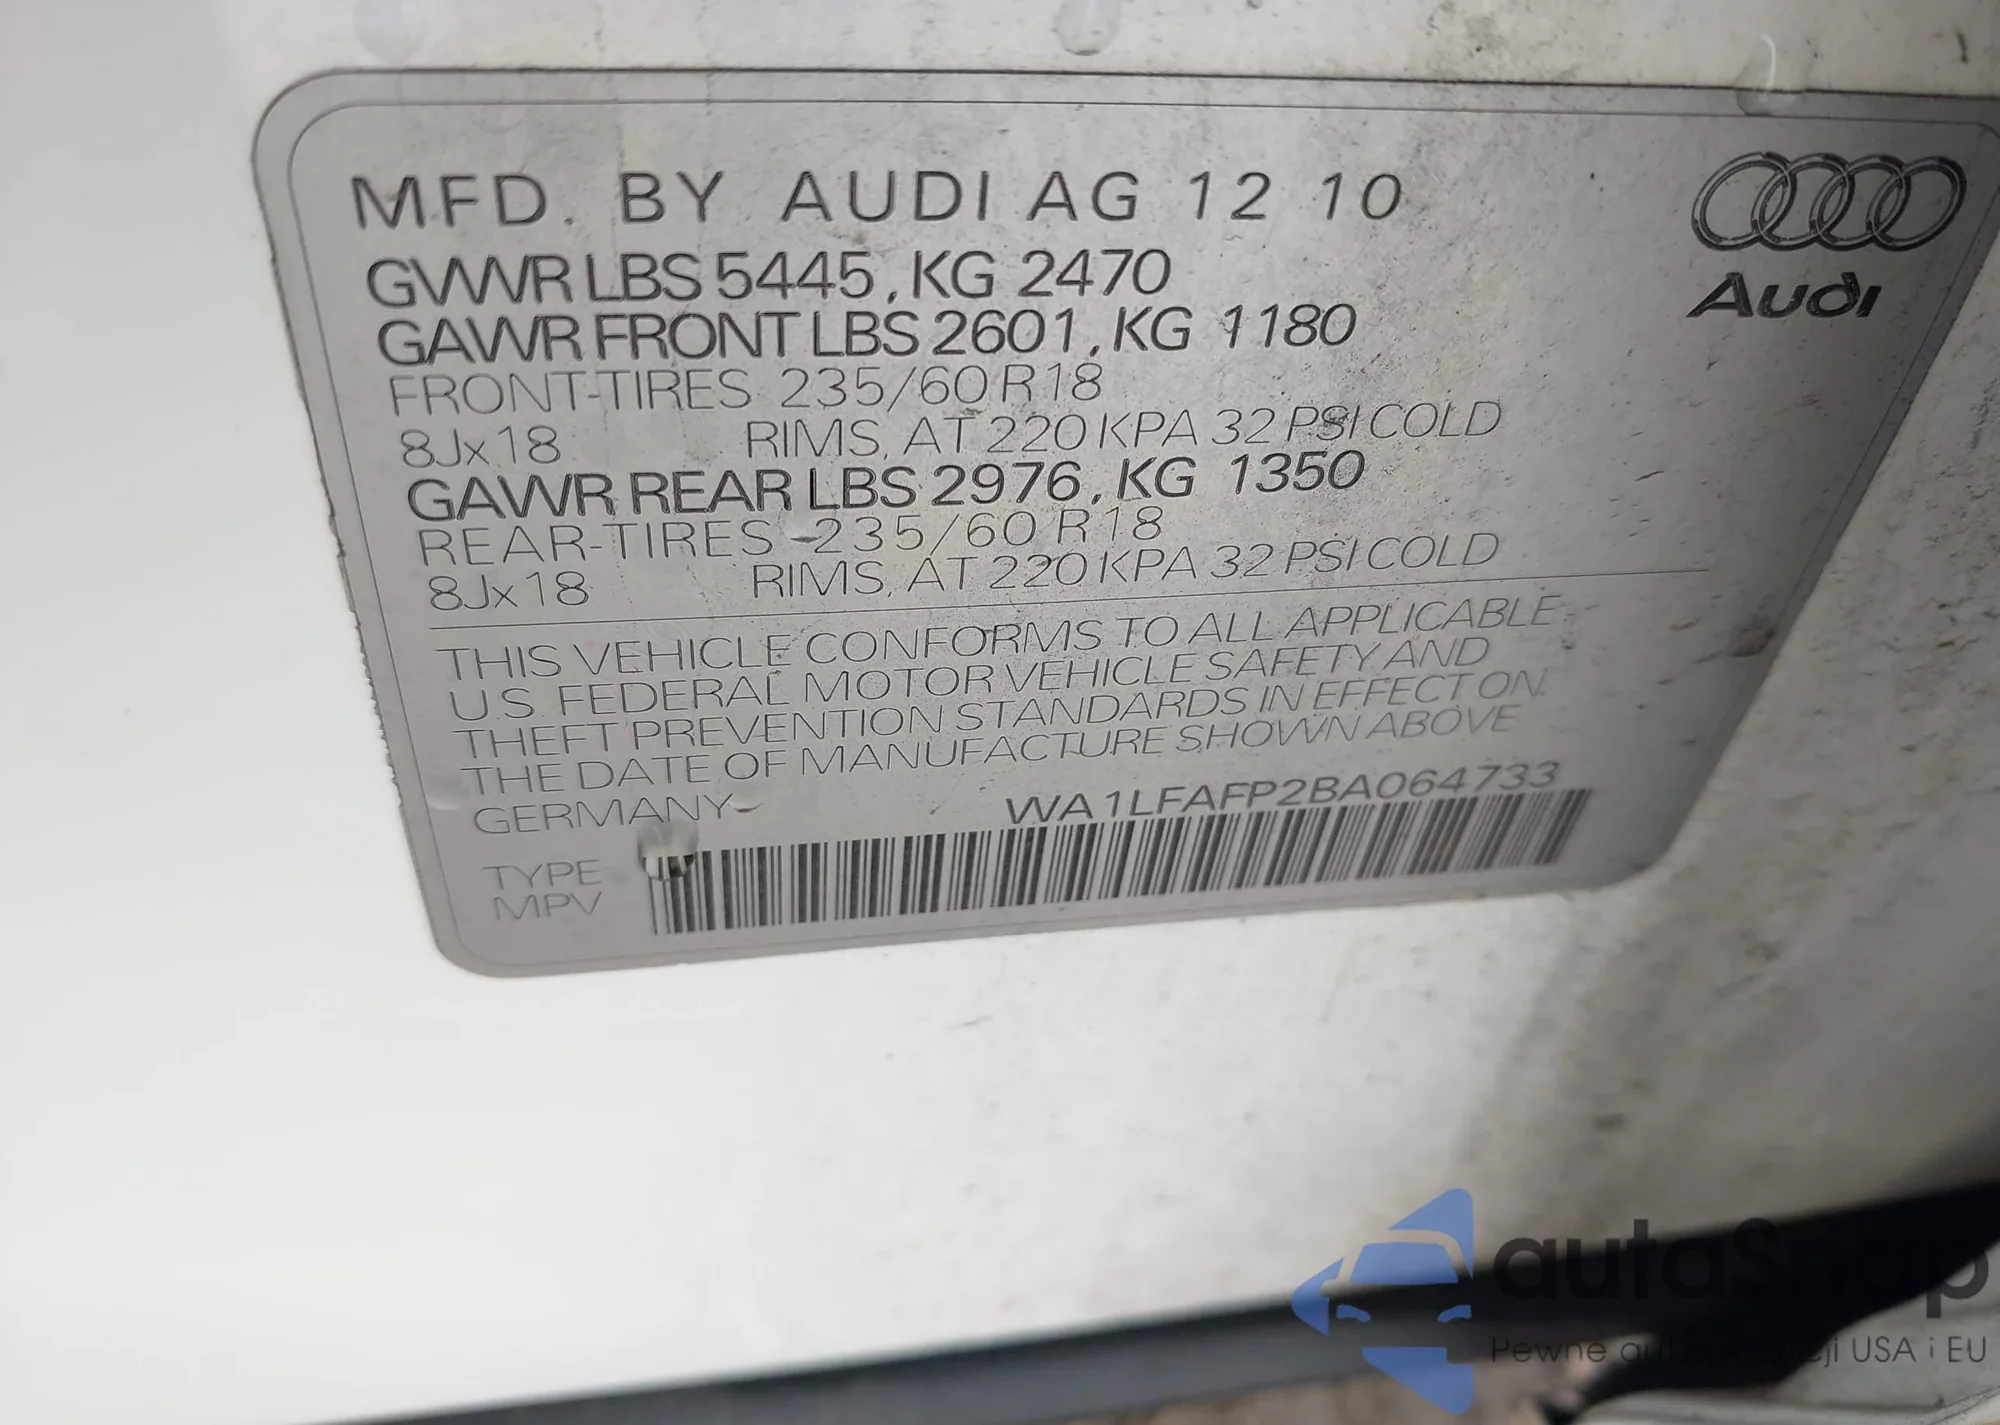 MFD. BY AUDI AG 12 10
GVWR LBS 5445, KG 2470
GAWR FRONT LBS 2601, KG 1180
FRONT-TIRES 235/60 R 18
8Jx18 RIMS, AT 220 KPA 32 PSI COLD
GAWR REAR LBS 2976, KG 1350
REAR-TIRES 235/60 R 18
8Jx18 RIMS, AT 220 KPA 32 PSI COLD
THIS VEHICLE CONFORMS TO ALL APPLICABLE
U.S. FEDERAL MOTOR VEHICLE SAFETY AND
THEFT PREVENTION STANDARDS IN EFFECT ON
THE DATE OF MANUFACTURE SHOWN ABOVE
GERMANY WA1LFAFP2BA064733
TYPE
MPV
Audi
autaSnap
Pewne auta USA i EU